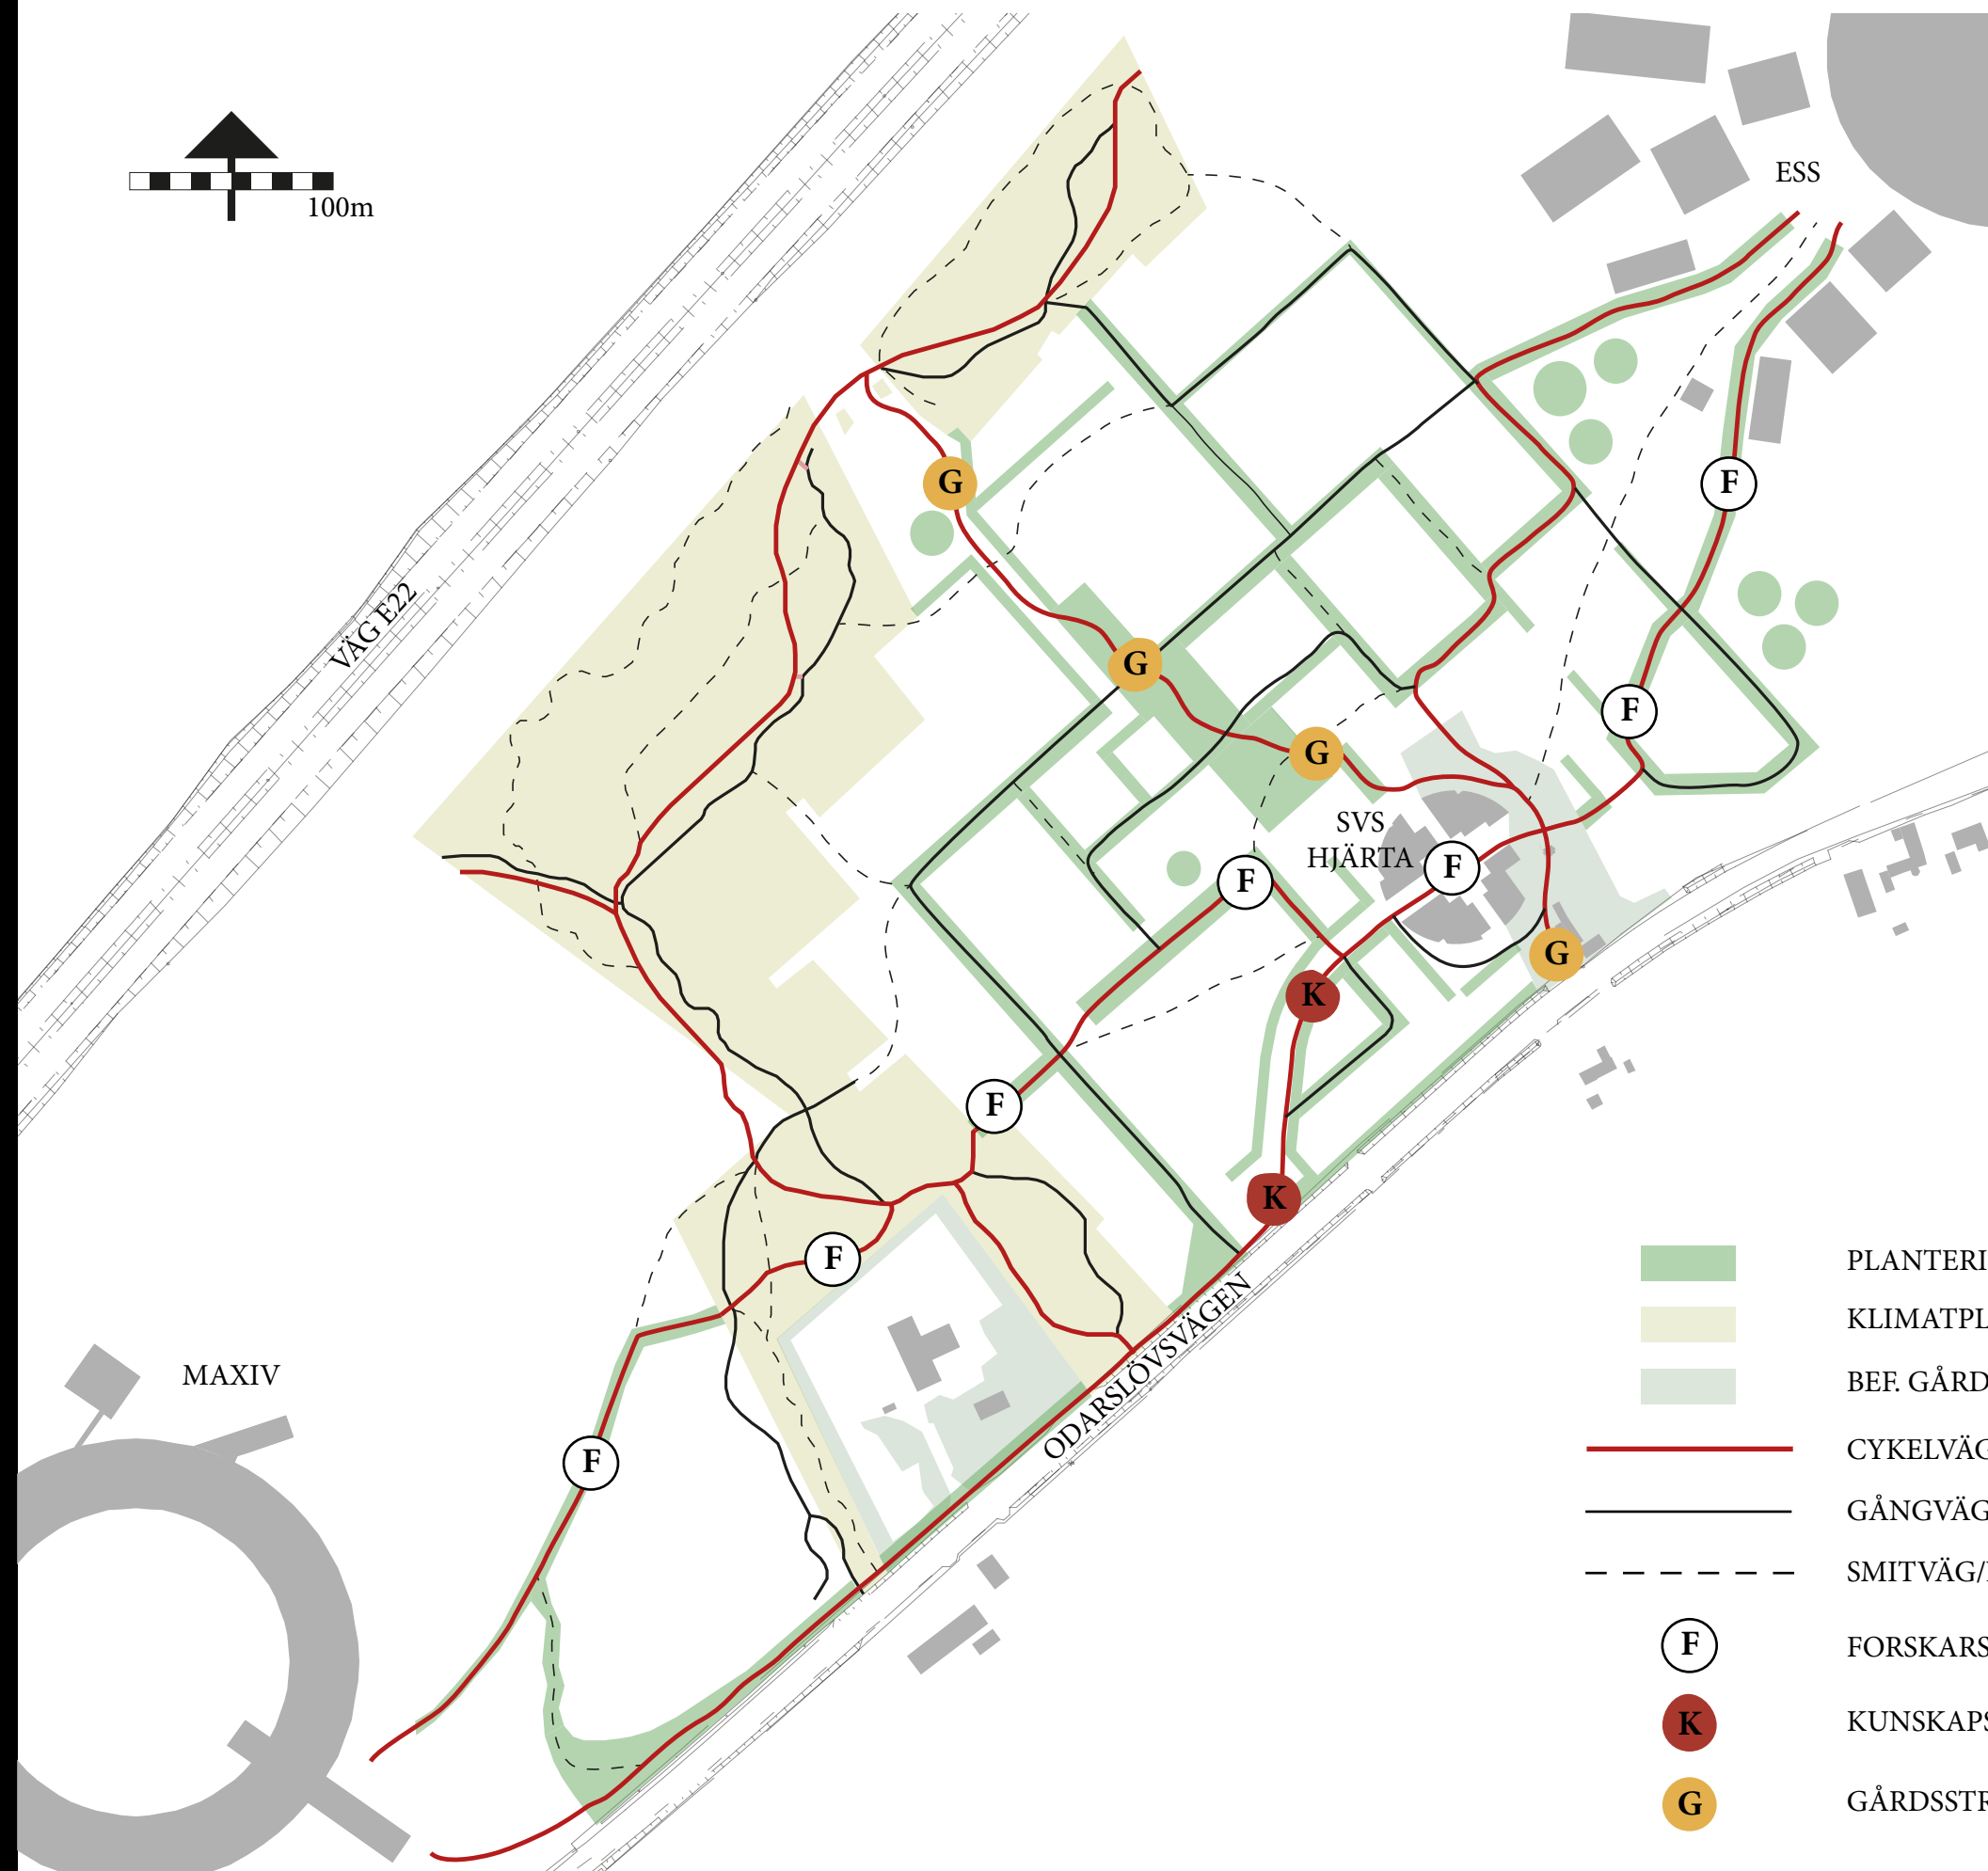 100m
ESS
VÄG E22
G
F
G
F
G
SVS
HJÄRTA
F
F
G
K
F
K
F
ODARSLÖVSVÄGEN
MAXIV
F
PLANTERI
KLIMATPL
BEF. GÅRD
CYKELVÄG
GÅNGVÄG
SMITVÄG/
F FORSKARS
K KUNSKAPS
G GÅRDSSTR